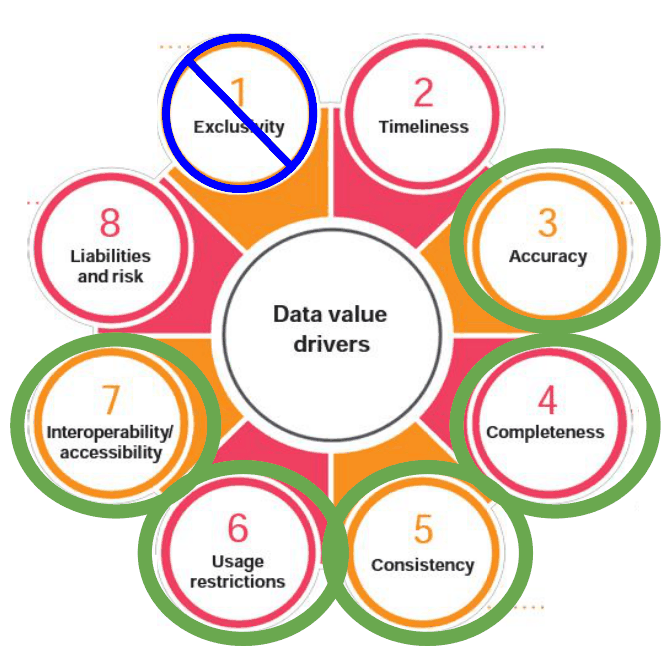 1
Exclusivity
2
Timeliness
3
Accuracy
4
Completeness
5
Consistency
6
Usage
restrictions
7
Interoperability/
accessibility
8
Liabilities
and risk
Data value
drivers